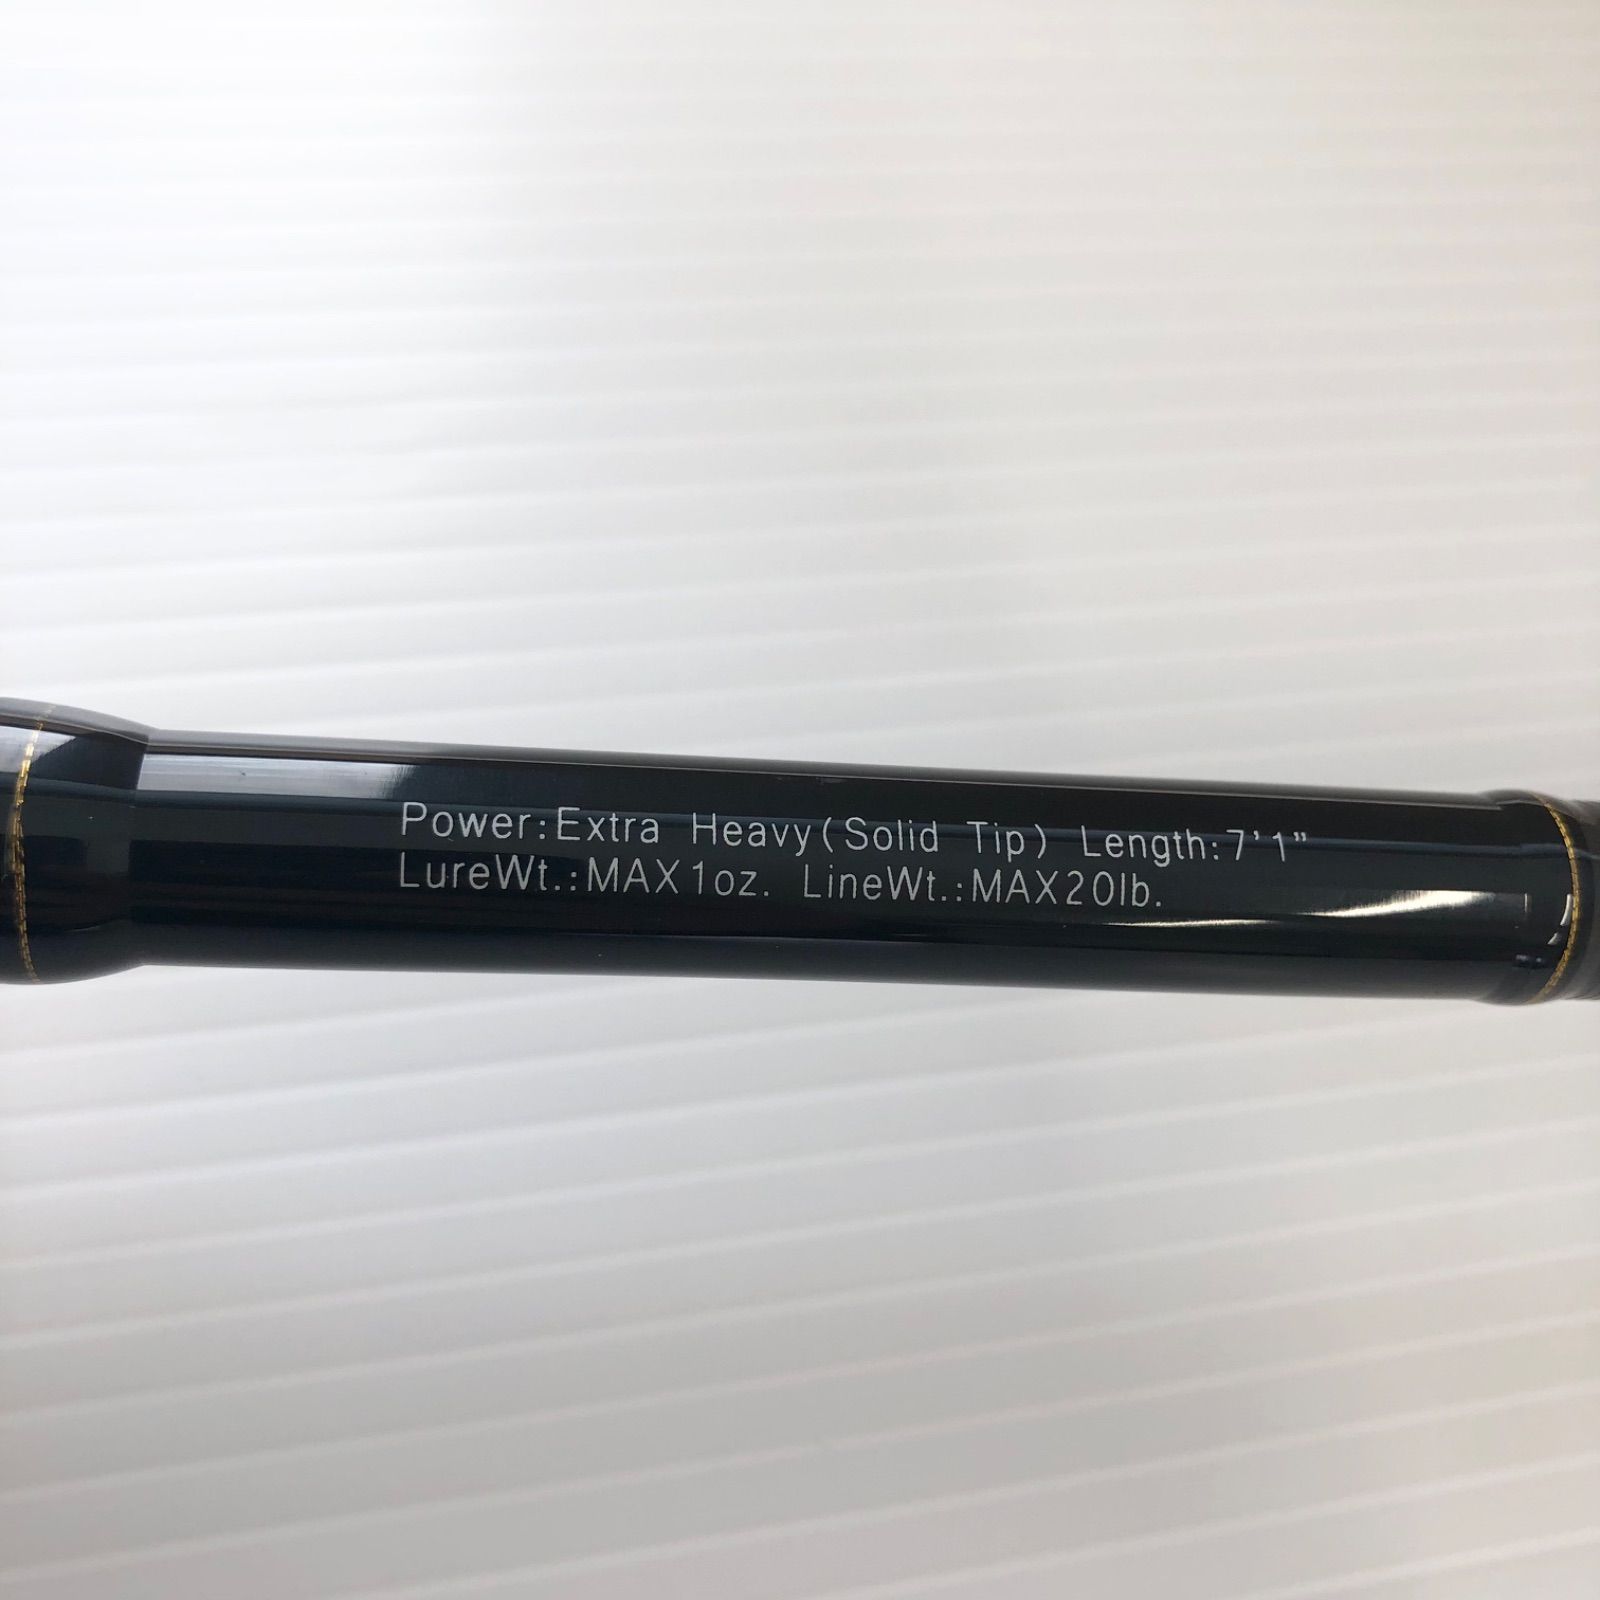 Power:Extra Heavy(Solid Tip) Length:7'1"
LureWt.:MAX1oz. LineWt.:MAX20lb.